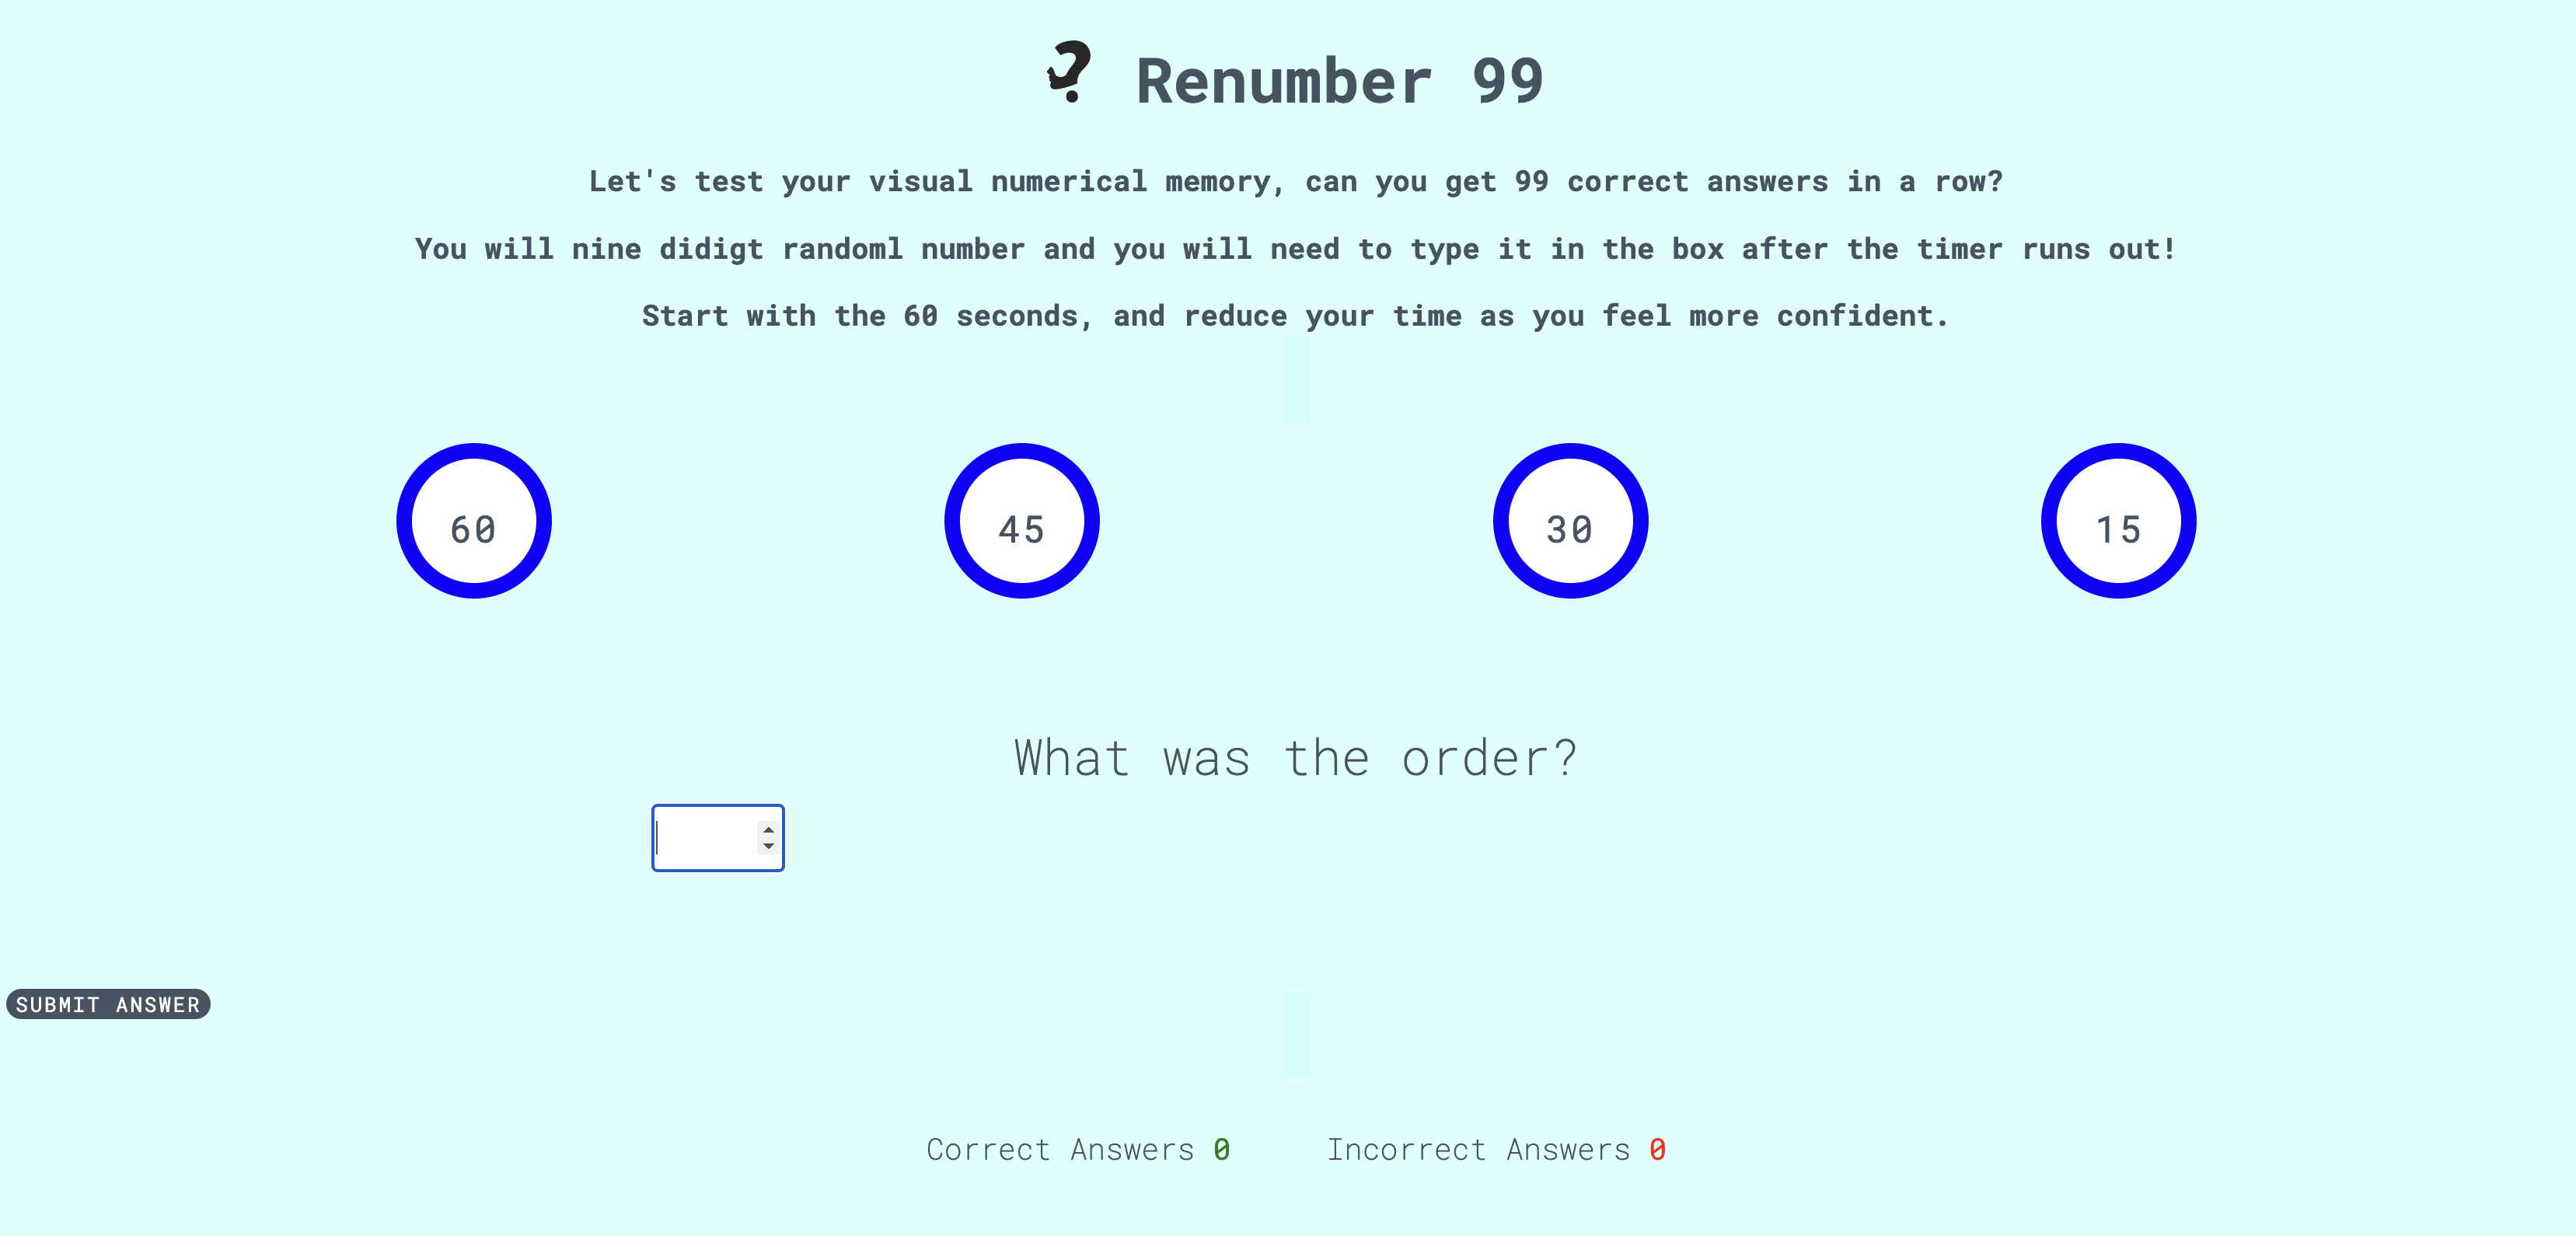 Renumber 99
Let's test your visual numerical memory, can you get 99 correct answers in a row?
You will nine didigt randoml number and you will need to type it in the box after the timer runs out!
Start with the 60 seconds, and reduce your time as you feel more confident.
60 45 30 15
What was the order?
SUBMIT ANSWER
Correct Answers 0 Incorrect Answers 0